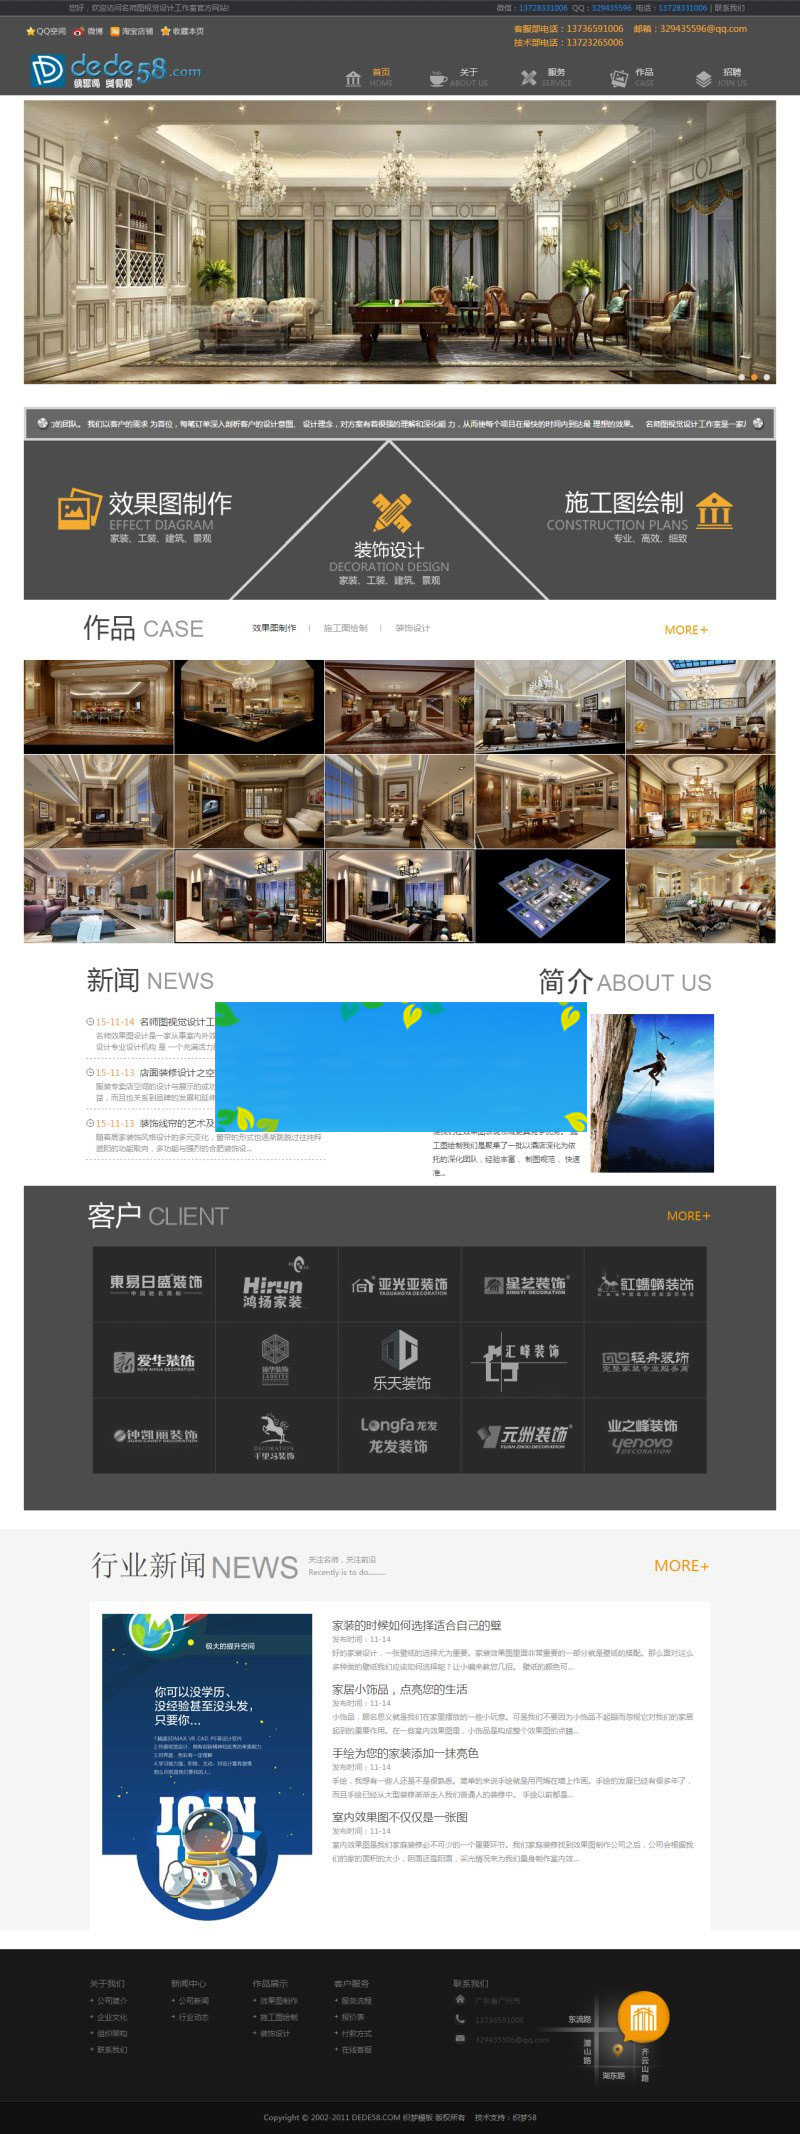 您好，欢迎访问名师图视觉设计工作室官方网站!
微信：13728331006 QQ：329435596 电话：13728331006 | 联系我们
QQ空间 微博 淘宝店铺 收藏本页
客服部电话：13736591006 邮箱：329435596@qq.com
技术部电话：13723265006
dede58.com
首页 关于 服务 作品 招聘
HOME ABOUT US SERVICE CASE JOIN US
的团队。 我们以客户的需求 为首位，每笔订单深入剖析客户的设计意图、 设计理念，对方案有着很强的理解和深化能 力，从而使每个项目在最快的时间内到达最 理想的效果。 名师图视觉设计工作室是一家
效果图制作
EFFECT DIAGRAM
家装、工装、建筑、景观
装饰设计
DECORATION DESIGN
家装、工装、建筑、景观
施工图绘制
CONSTRUCTION PLANS
专业、高效、细致
作品 CASE
效果图制作 | 施工图绘制 | 装饰设计
MORE+
新闻 NEWS
简介 ABOUT US
15-11-14 名师图视觉设计工
名师效果图设计是一家从事室内外效
设计专业设计机构 是 一个充满活力
15-11-13 店面装修设计之空
服装专卖店空间的设计与展示的成功
益，而且也关系到品牌的发展和延伸
15-11-13 装饰线帘的艺术及
随着居家装饰风格设计的多元变化，窗帘的形式也逐渐跳脱过往纯粹
遮阳的功能取向，多功能与强烈的合肥装饰设...
工图绘制我们是聚集了一批以酒店深化为依
托的深化团队，经验丰富 、制图规范 、快速
准...
客户 CLIENT
MORE+
東易日盛装饰
Hirun
鸿扬家装
亚光亚装饰
YAGUANGYA DECORATION
星艺装饰
XINGYI DECORATION
红蚂蚁装饰
爱华装饰
锦华装饰
乐天装饰
汇峰装饰
轻舟装饰
完整家装专业服务商
钟凯丽装饰
DECORATION
千里马装饰
Longfa 龙发
龙发装饰
元洲装饰
YUAN ZHOU DECORATION
业之峰装饰
yenovo
DECORATION
行业新闻 NEWS
关注名师，关注前沿
Recently is to do.........
MORE+
极大的提升空间
你可以没学历、
没经验甚至没头发，
只要你...
JOIN
家装的时候如何选择适合自己的壁
发布时间：11-14
好的家装设计，一张壁纸的选择尤为重要。家装效果图里面非常重要的一部分就是壁纸的搭配。那么面对这么
多种类的壁纸我们应该如何选择呢？让小编来教您几招。 壁纸的颜色可...
家居小饰品，点亮您的生活
发布时间：11-14
小饰品，顾名思义就是我们在家里摆放的一些小玩意。可是我们不要因为小饰品不起眼而忽视它对我们的家居
起到的重要作用。在一些室内效果图里，小饰品是构成整个效果图的点睛...
手绘为您的家装添加一抹亮色
发布时间：11-14
手绘，我想有一些人还是不是很熟悉。简单的来说手绘就是用丙烯在墙上作画。手绘的发展已经有很多年了，
而且手绘已经从大型装修渐渐走入我们普通人的装修中。 手绘以前都是...
室内效果图不仅仅是一张图
发布时间：11-14
室内效果图是我们家庭装修必不可少的一个重要环节。我们家庭装修找到效果图制作公司之后，公司会根据我
们的家的面积的大小，阴面还是阳面，采光情况来为我们量身制作室内效...
关于我们 新闻中心 作品展示 客户服务 联系我们
公司简介 公司新闻 效果图制作 服务流程 广东省广州市
企业文化 行业动态 施工图绘制 报价表 13736591006
组织架构 装饰设计 付款方式 329435596@qq.com
联系我们 在线客服
东流路
潜山路
齐云山路
湖东路
Copyright © 2002-2011 DEDE58.COM 织梦模板 版权所有 技术支持：织梦58